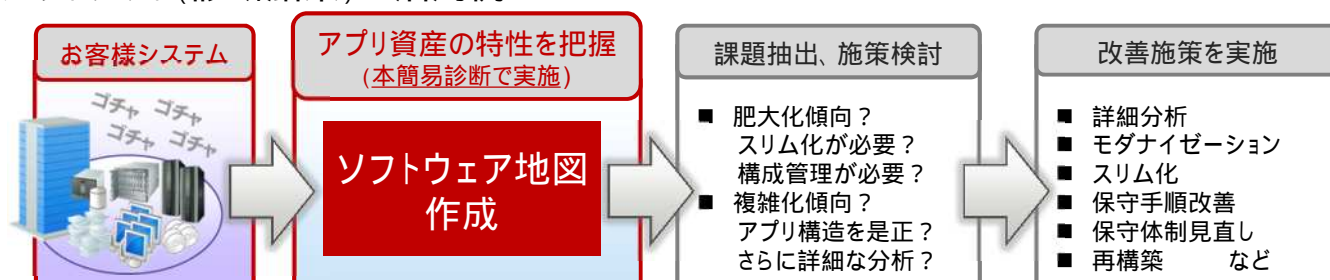 お客様システム
ゴチャ ゴチャ
ゴチャ ゴチャ
アプリ資産の特性を把握
(本簡易診断で実施)
ソフトウェア地図
作成
課題抽出、施策検討
■ 肥大化傾向？
スリム化が必要？
構成管理が必要？
■ 複雑化傾向？
アプリ構造を是正？
さらに詳細な分析？
改善施策を実施
■ 詳細分析
■ モダナイゼーション
■ スリム化
■ 保守手順改善
■ 保守体制見直し
■ 再構築 など